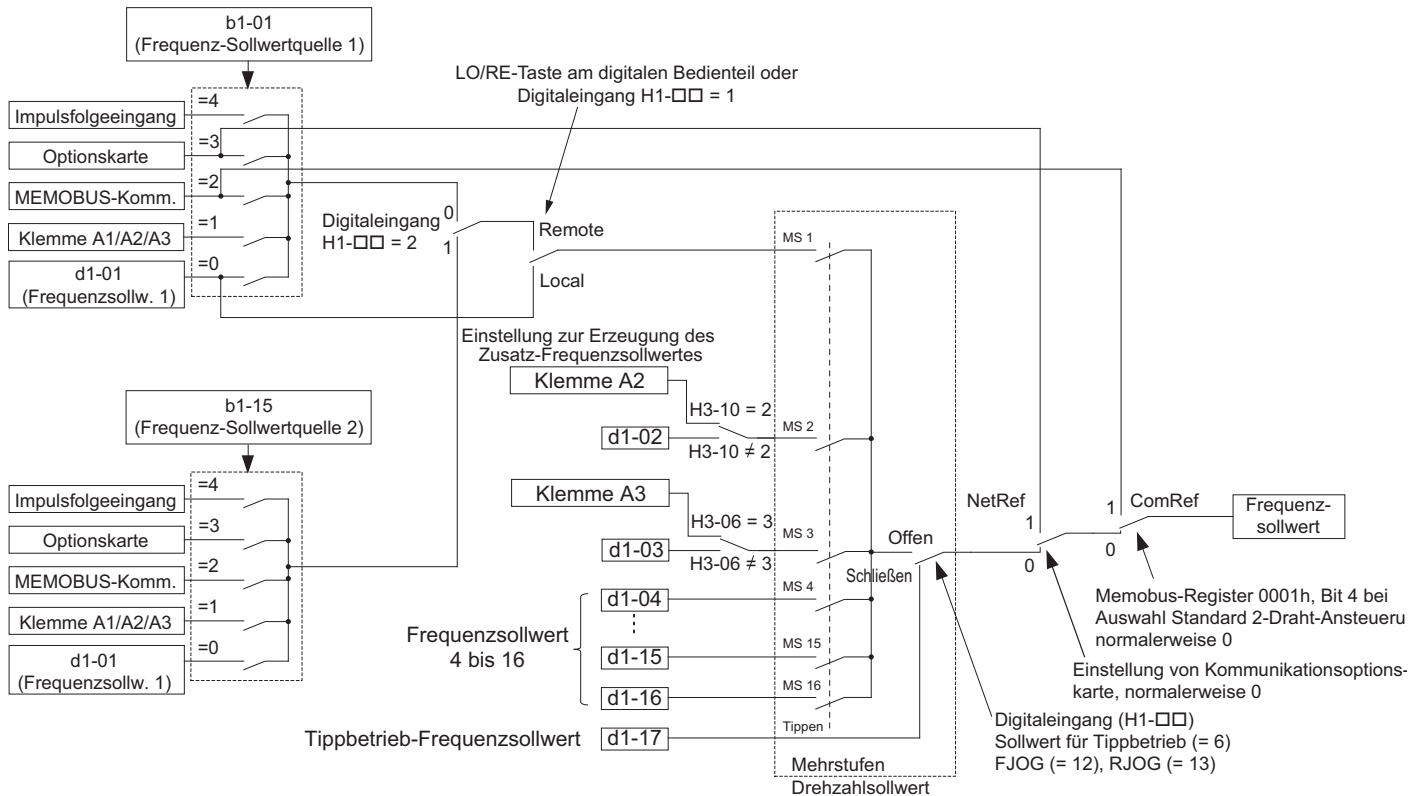 b1-01
(Frequenz-Sollwertquelle 1)
LO/RE-Taste am digitalen Bedienteil oder
Digitaleingang H1-□□ = 1
Impulsfolgeeingang
=4
Optionskarte
=3
MEMOBUS-Komm.
=2
Klemme A1/A2/A3
=1
d1-01
(Frequenzsollw. 1)
=0
Digitaleingang
H1-□□ = 2
0
1
Remote
Local
MS 1
Einstellung zur Erzeugung des
Zusatz-Frequenzsollwertes
Klemme A2
H3-10 = 2
d1-02
H3-10 ≠ 2
MS 2
b1-15
(Frequenz-Sollwertquelle 2)
Impulsfolgeeingang
=4
Optionskarte
=3
MEMOBUS-Komm.
=2
Klemme A1/A2/A3
=1
d1-01
(Frequenzsollw. 1)
=0
Klemme A3
H3-06 = 3
d1-03
H3-06 ≠ 3
MS 3
Offen
Schließen
NetRef
1
0
1
0
ComRef
Frequenz-
sollwert
Frequenzsollwert
4 bis 16
d1-04
MS 4
d1-15
MS 15
d1-16
MS 16
Tippbetrieb-Frequenzsollwert
d1-17
Tippen
Mehrstufen
Drehzahlsollwert
Memobus-Register 0001h, Bit 4 bei
Auswahl Standard 2-Draht-Ansteueru
normalerweise 0
Einstellung von Kommunikationsoptions-
karte, normalerweise 0
Digitaleingang (H1-□□)
Sollwert für Tippbetrieb (= 6)
FJOG (= 12), RJOG (= 13)